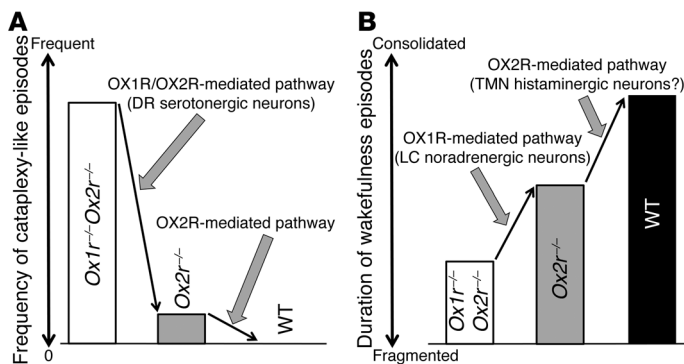 A
Frequency of cataplexy-like episodes
Frequent
0
OX1R/OX2R-mediated pathway
(DR serotonergic neurons)
OX2R-mediated pathway
Ox1r⁻/⁻Ox2r⁻/⁻
Ox2r⁻/⁻
WT
B
Duration of wakefulness episodes
Consolidated
Fragmented
OX2R-mediated pathway
(TMN histaminergic neurons?)
OX1R-mediated pathway
(LC noradrenergic neurons)
Ox1r⁻/⁻
Ox2r⁻/⁻
Ox2r⁻/⁻
WT